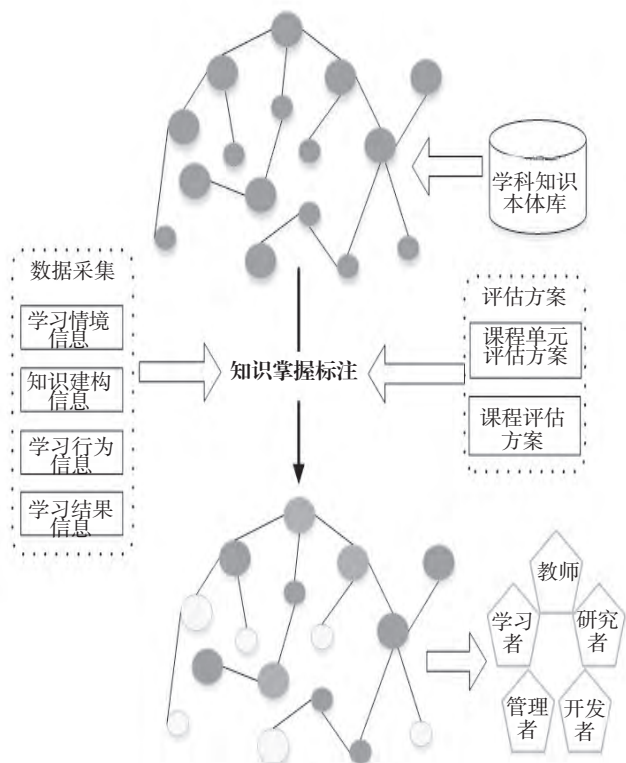 学科知识
本体库
数据采集
学习情境
信息
知识建构
信息
学习行为
信息
学习结果
信息
知识掌握标注
评估方案
课程单元
评估方案
课程评估
方案
教师
学习
者
研究
者
管理
者
开发
者